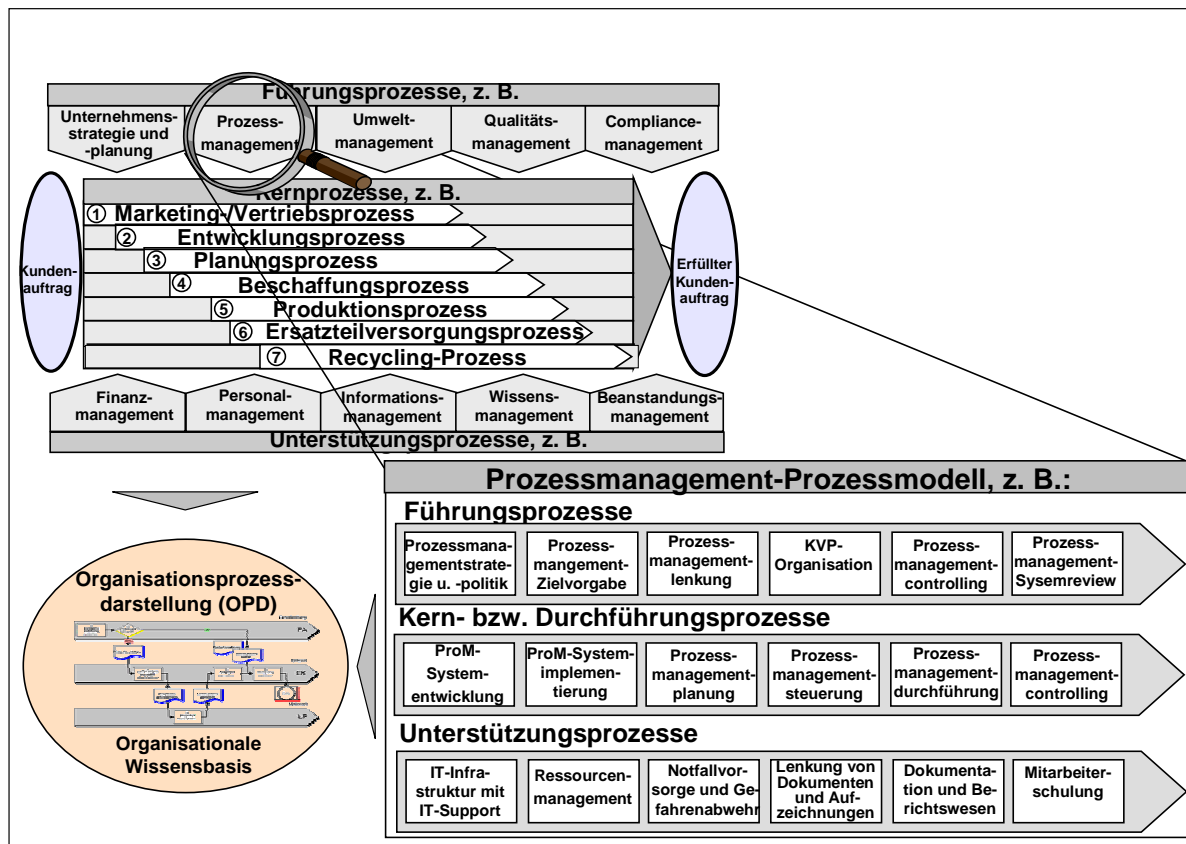 Führungsprozesse, z. B.
Unternehmens-
strategie und
-planung
Prozess-
management
Umwelt-
management
Qualitäts-
management
Compliance-
management
Kunden-
auftrag
Kernprozesse, z. B.
1 Marketing-/Vertriebsprozess
2 Entwicklungsprozess
3 Planungsprozess
4 Beschaffungsprozess
5 Produktionsprozess
6 Ersatzteilversorgungsprozess
7 Recycling-Prozess
Erfüllter
Kunden-
auftrag
Finanz-
management
Personal-
management
Informations-
management
Wissens-
management
Beanstandungs-
management
Unterstützungsprozesse, z. B.
Organisationsprozess-
darstellung (OPD)
Organisationale
Wissensbasis
Prozessmanagement-Prozessmodell, z. B.:
Führungsprozesse
Prozessmana-
gementstrate-
gie u. -politik
Prozess-
mangement-
Zielvorgabe
Prozess-
management-
lenkung
KVP-
Organisation
Prozess-
management-
controlling
Prozess-
management-
Sysemreview
Kern- bzw. Durchführungsprozesse
ProM-
System-
entwicklung
ProM-System-
implemen-
tierung
Prozess-
management-
planung
Prozess-
management-
steuerung
Prozess-
management-
durchführung
Prozess-
management-
controlling
Unterstützungsprozesse
IT-Infra-
struktur mit
IT-Support
Ressourcen-
management
Notfallvor-
sorge und Ge-
fahrenabwehr
Lenkung von
Dokumenten
und Auf-
zeichnungen
Dokumenta-
tion und Be-
richtswesen
Mitarbeiter-
schulung